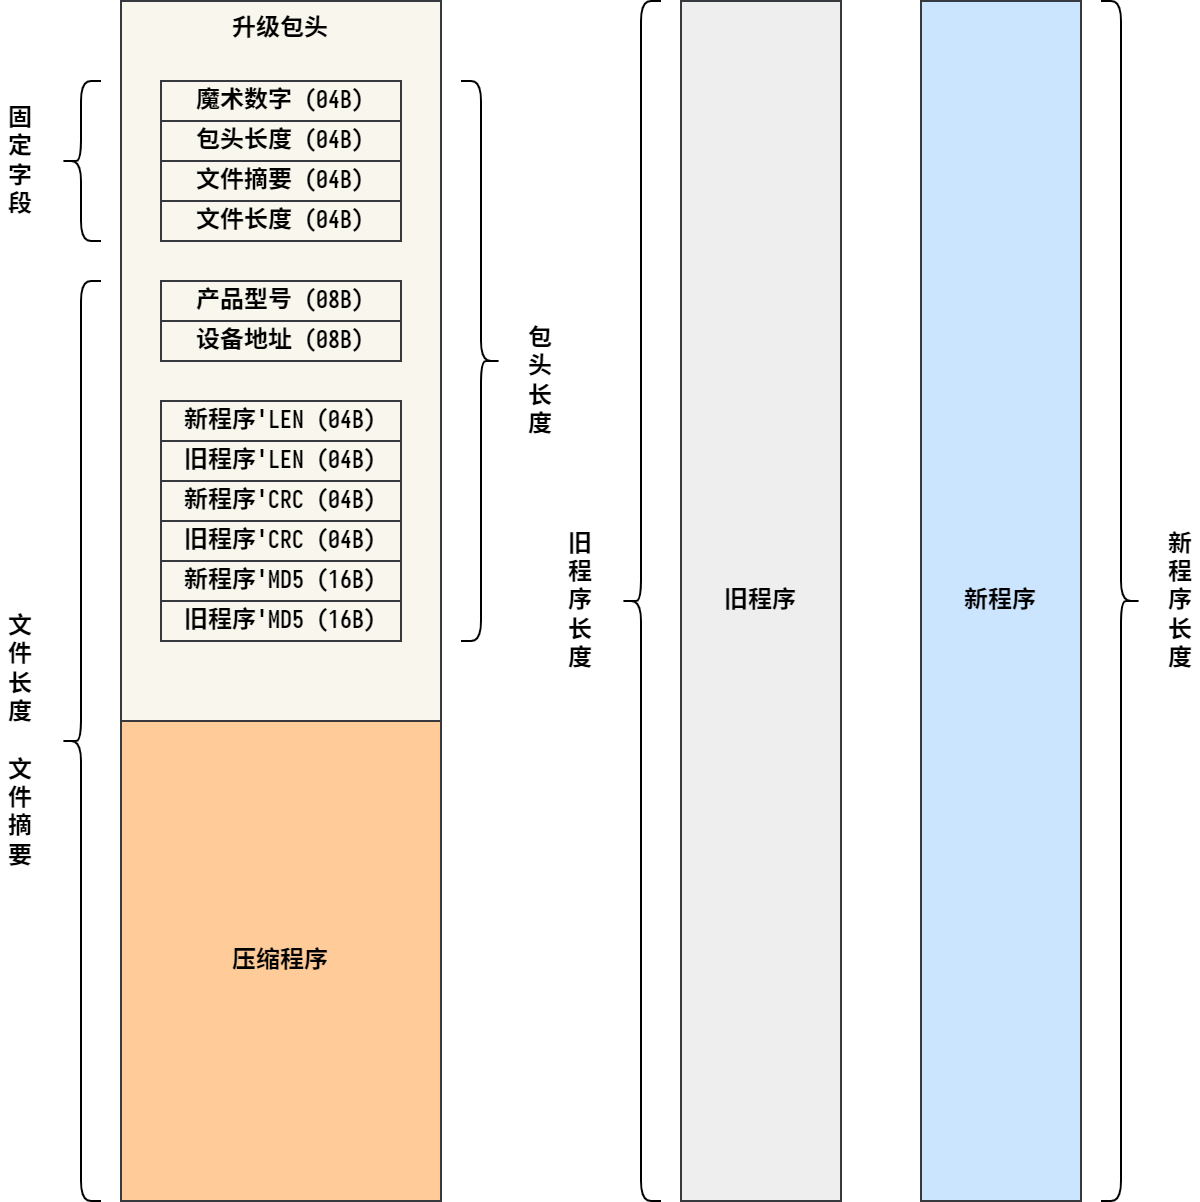 升级包头
固定字段
魔术数字 (04B)
包头长度 (04B)
文件摘要 (04B)
文件长度 (04B)
产品型号 (08B)
设备地址 (08B)
新程序'LEN (04B)
旧程序'LEN (04B)
新程序'CRC (04B)
旧程序'CRC (04B)
新程序'MD5 (16B)
旧程序'MD5 (16B)
包头长度
文件长度
文件摘要
压缩程序
旧程序长度
旧程序
新程序
新程序长度